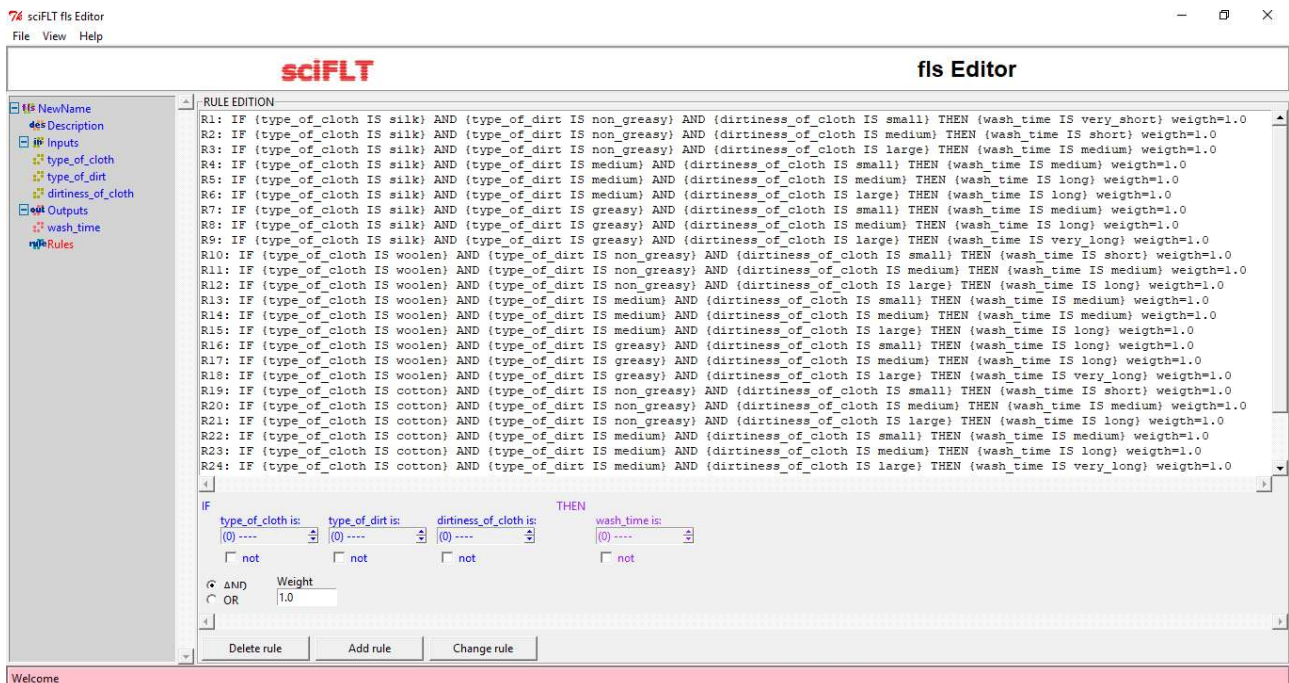 sciFLT fls Editor
File View Help
sciFLT fls Editor
fls NewName
des Description
Inputs
type_of_cloth
type_of_dirt
dirtiness_of_cloth
out Outputs
wash_time
rule Rules
RULE EDITION
R1: IF {type_of_cloth IS silk} AND {type_of_dirt IS non_greasy} AND {dirtiness_of_cloth IS small} THEN {wash_time IS very_short} weigth=1.0
R2: IF {type_of_cloth IS silk} AND {type_of_dirt IS non_greasy} AND {dirtiness_of_cloth IS medium} THEN {wash_time IS short} weigth=1.0
R3: IF {type_of_cloth IS silk} AND {type_of_dirt IS non_greasy} AND {dirtiness_of_cloth IS large} THEN {wash_time IS medium} weigth=1.0
R4: IF {type_of_cloth IS silk} AND {type_of_dirt IS medium} AND {dirtiness_of_cloth IS small} THEN {wash_time IS medium} weigth=1.0
R5: IF {type_of_cloth IS silk} AND {type_of_dirt IS medium} AND {dirtiness_of_cloth IS medium} THEN {wash_time IS long} weigth=1.0
R6: IF {type_of_cloth IS silk} AND {type_of_dirt IS medium} AND {dirtiness_of_cloth IS large} THEN {wash_time IS long} weigth=1.0
R7: IF {type_of_cloth IS silk} AND {type_of_dirt IS greasy} AND {dirtiness_of_cloth IS small} THEN {wash_time IS medium} weigth=1.0
R8: IF {type_of_cloth IS silk} AND {type_of_dirt IS greasy} AND {dirtiness_of_cloth IS medium} THEN {wash_time IS long} weigth=1.0
R9: IF {type_of_cloth IS silk} AND {type_of_dirt IS greasy} AND {dirtiness_of_cloth IS large} THEN {wash_time IS very_long} weigth=1.0
R10: IF {type_of_cloth IS woolen} AND {type_of_dirt IS non_greasy} AND {dirtiness_of_cloth IS small} THEN {wash_time IS short} weigth=1.0
R11: IF {type_of_cloth IS woolen} AND {type_of_dirt IS non_greasy} AND {dirtiness_of_cloth IS medium} THEN {wash_time IS medium} weigth=1.0
R12: IF {type_of_cloth IS woolen} AND {type_of_dirt IS non_greasy} AND {dirtiness_of_cloth IS large} THEN {wash_time IS long} weigth=1.0
R13: IF {type_of_cloth IS woolen} AND {type_of_dirt IS medium} AND {dirtiness_of_cloth IS small} THEN {wash_time IS medium} weigth=1.0
R14: IF {type_of_cloth IS woolen} AND {type_of_dirt IS medium} AND {dirtiness_of_cloth IS medium} THEN {wash_time IS medium} weigth=1.0
R15: IF {type_of_cloth IS woolen} AND {type_of_dirt IS medium} AND {dirtiness_of_cloth IS large} THEN {wash_time IS long} weigth=1.0
R16: IF {type_of_cloth IS woolen} AND {type_of_dirt IS greasy} AND {dirtiness_of_cloth IS small} THEN {wash_time IS long} weigth=1.0
R17: IF {type_of_cloth IS woolen} AND {type_of_dirt IS greasy} AND {dirtiness_of_cloth IS medium} THEN {wash_time IS long} weigth=1.0
R18: IF {type_of_cloth IS woolen} AND {type_of_dirt IS greasy} AND {dirtiness_of_cloth IS large} THEN {wash_time IS very_long} weigth=1.0
R19: IF {type_of_cloth IS cotton} AND {type_of_dirt IS non_greasy} AND {dirtiness_of_cloth IS small} THEN {wash_time IS short} weigth=1.0
R20: IF {type_of_cloth IS cotton} AND {type_of_dirt IS non_greasy} AND {dirtiness_of_cloth IS medium} THEN {wash_time IS medium} weigth=1.0
R21: IF {type_of_cloth IS cotton} AND {type_of_dirt IS non_greasy} AND {dirtiness_of_cloth IS large} THEN {wash_time IS long} weigth=1.0
R22: IF {type_of_cloth IS cotton} AND {type_of_dirt IS medium} AND {dirtiness_of_cloth IS small} THEN {wash_time IS medium} weigth=1.0
R23: IF {type_of_cloth IS cotton} AND {type_of_dirt IS medium} AND {dirtiness_of_cloth IS medium} THEN {wash_time IS long} weigth=1.0
R24: IF {type_of_cloth IS cotton} AND {type_of_dirt IS medium} AND {dirtiness_of_cloth IS large} THEN {wash_time IS very_long} weigth=1.0
IF THEN
type_of_cloth is: type_of_dirt is: dirtiness_of_cloth is: wash_time is:
(0) ---- (0) ---- (0) ---- (0) ----
not not not not
AND Weight
OR 1.0
Delete rule Add rule Change rule
Welcome